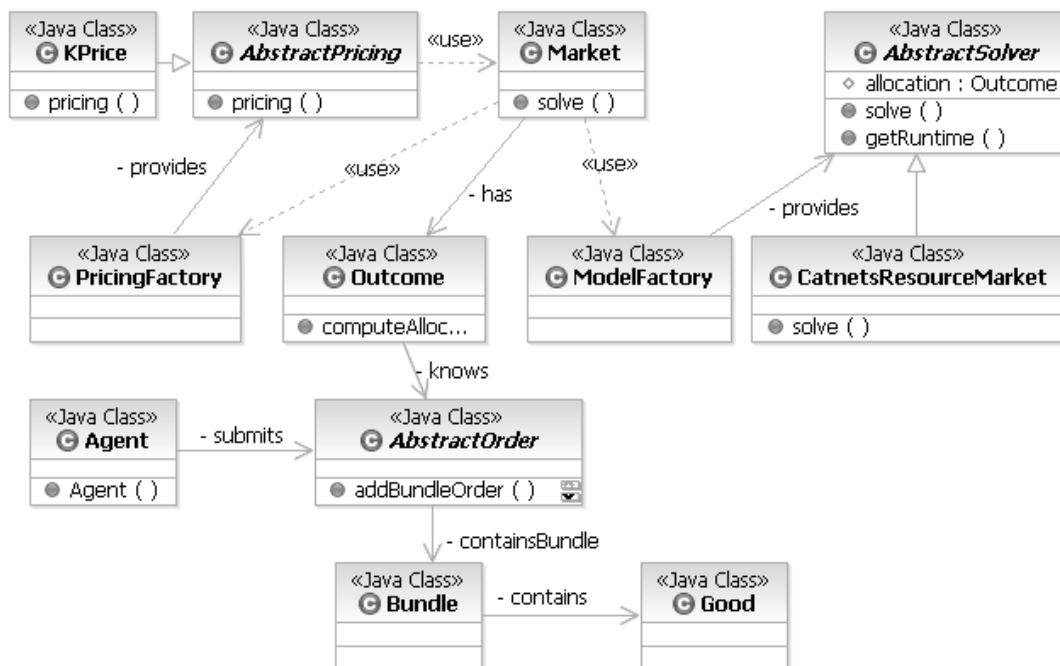 «Java Class»
KPrice
pricing ( )
«Java Class»
AbstractPricing
pricing ( )
«use»
«Java Class»
Market
solve ( )
«Java Class»
AbstractSolver
allocation : Outcome
solve ( )
getRuntime ( )
- provides
«use»
- has
«use»
- provides
«Java Class»
PricingFactory
«Java Class»
Outcome
computeAlloc...
«Java Class»
ModelFactory
«Java Class»
CatnetsResourceMarket
solve ( )
- knows
«Java Class»
Agent
Agent ( )
- submits
«Java Class»
AbstractOrder
addBundleOrder ( )
- containsBundle
«Java Class»
Bundle
- contains
«Java Class»
Good